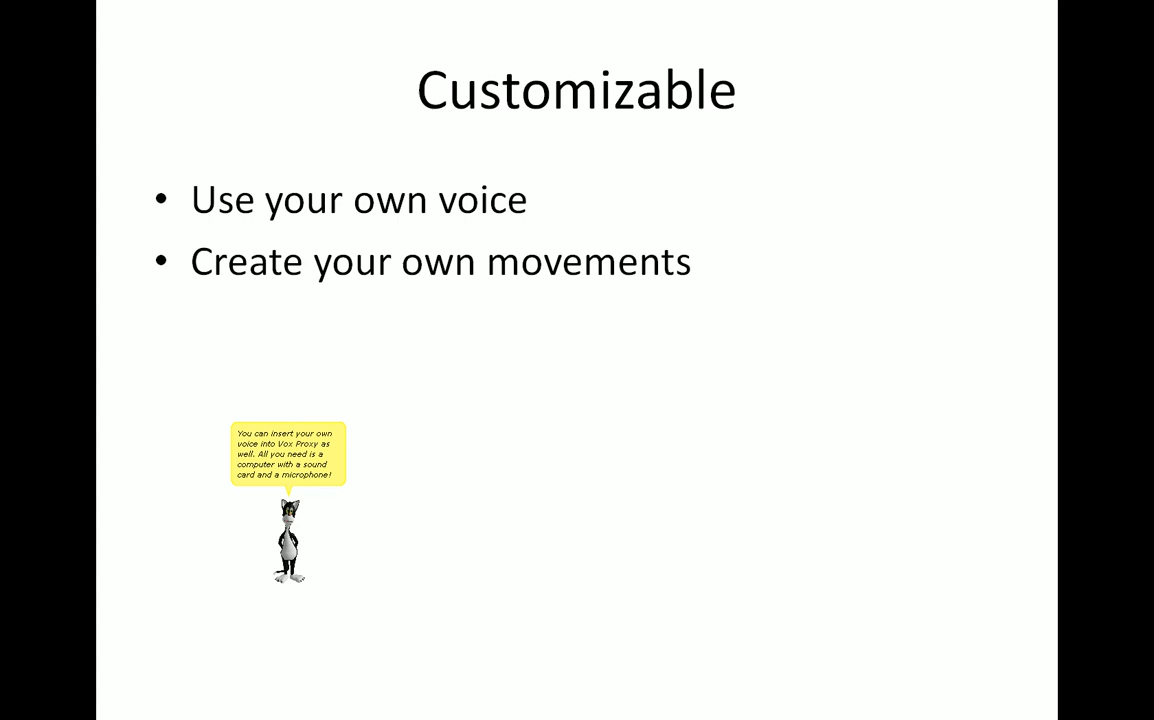 Customizable
• Use your own voice
• Create your own movements
You can insert your own
voice into Vox Proxy as
well. All you need is a
computer with a sound
card and a microphone!